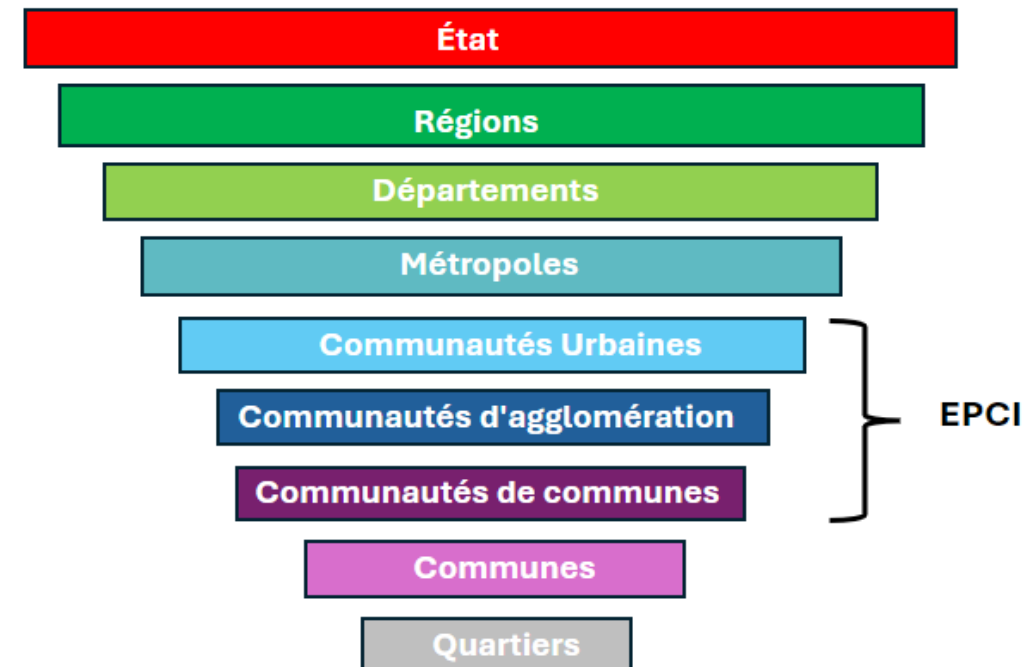 État
Régions
Départements
Métropoles
Communautés Urbaines
Communautés d'agglomération
EPCI
Communautés de communes
Communes
Quartiers